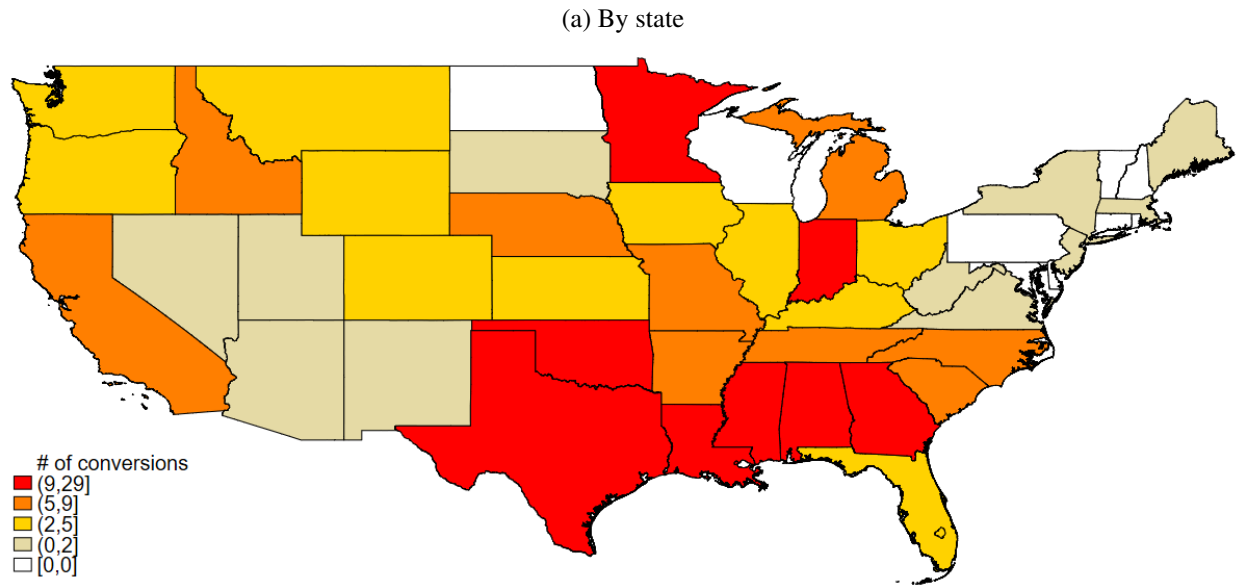 (a) By state
# of conversions
(9,29]
(5,9]
(2,5]
(0,2]
[0,0]